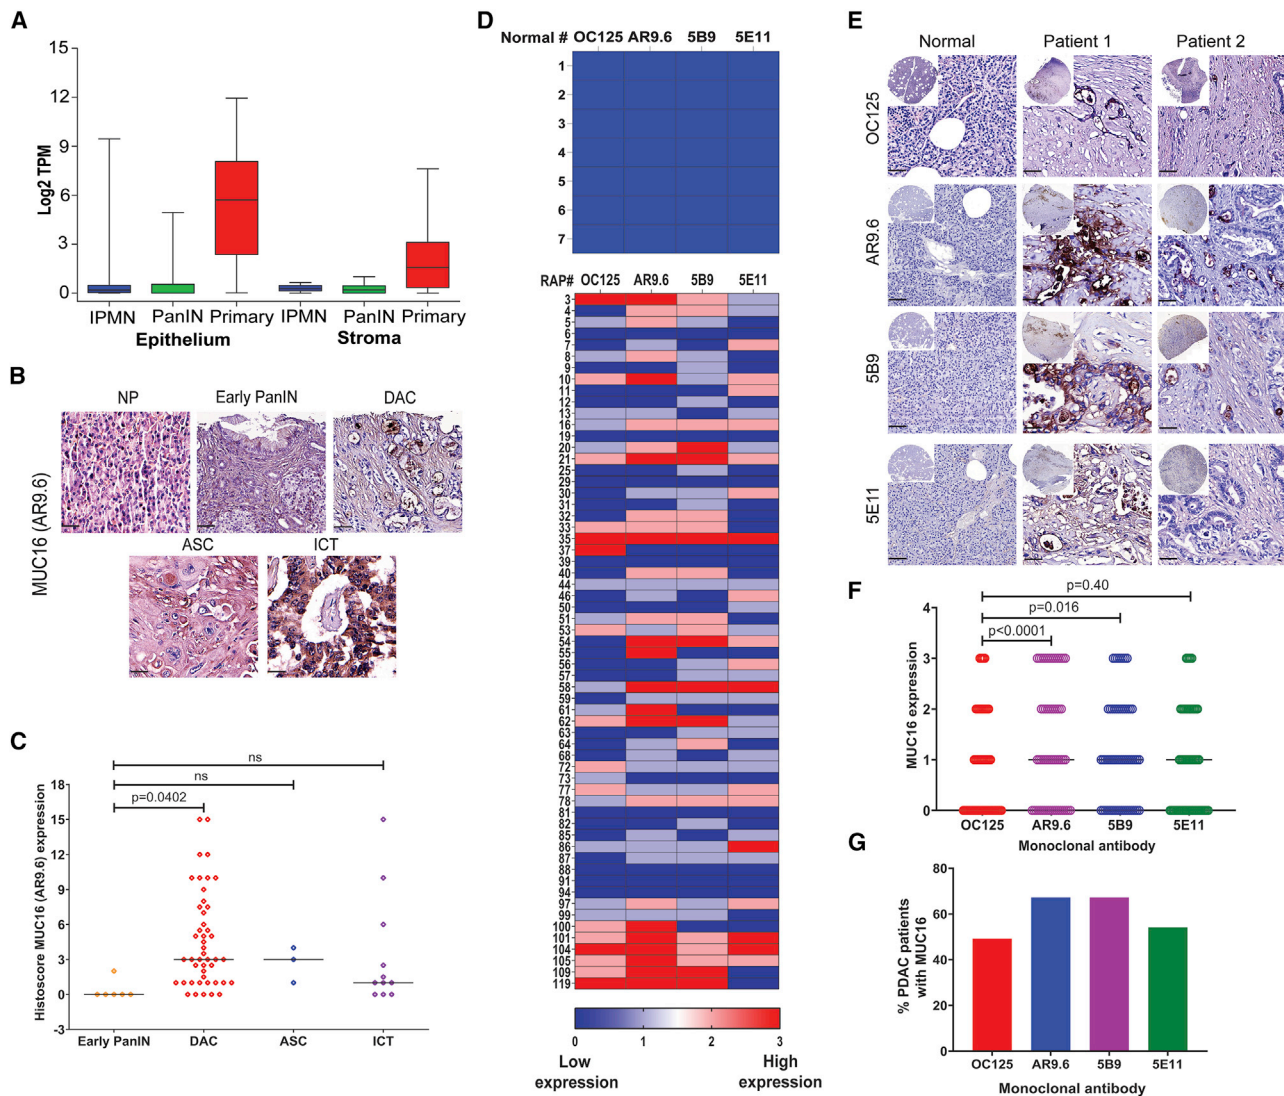 A
15
12
9
6
3
0
Log2 TPM
IPMN PanIN Primary IPMN PanIN Primary
Epithelium Stroma
B
NP Early PanIN DAC
ASC ICT
MUC16 (AR9.6)
C
ns
ns
p=0.0402
18
15
12
9
6
3
0
-3
Histoscore MUC16 (AR9.6) expression
Early PanIN DAC ASC ICT
D
Normal # OC125 AR9.6 5B9 5E11
1
2
3
4
5
6
7
RAP# OC125 AR9.6 5B9 5E11
3
4
5
6
7
8
9
10
11
12
13
16
19
20
21
25
29
30
31
32
33
35
37
39
40
44
46
50
51
53
54
55
56
57
58
59
61
62
63
64
68
72
73
77
78
81
82
85
86
87
88
91
94
97
99
100
101
104
105
109
119
0 1 2 3
Low expression
High expression
E
Normal Patient 1 Patient 2
OC125
AR9.6
5B9
5E11
F
p=0.40
p=0.016
p<0.0001
4
3
2
1
0
MUC16 expression
OC125 AR9.6 5B9 5E11
Monoclonal antibody
G
80
60
40
20
0
% PDAC patients
with MUC16
OC125 AR9.6 5B9 5E11
Monoclonal antibody